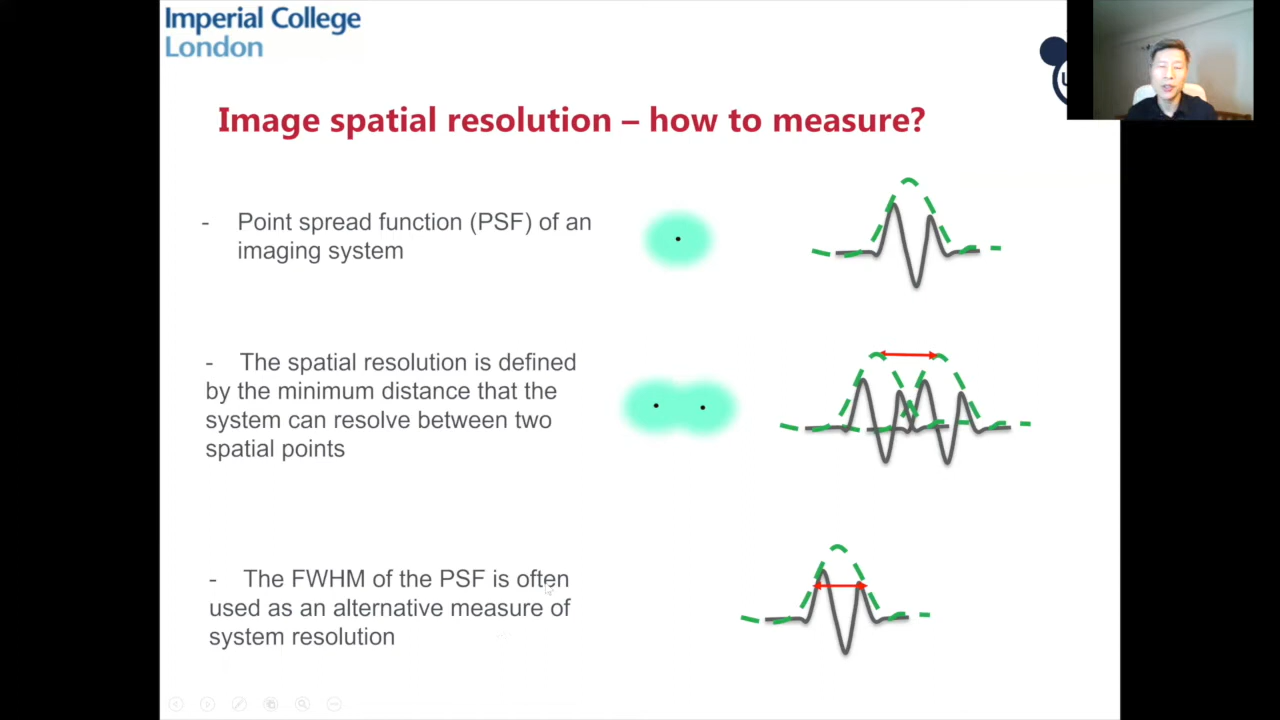 Imperial College
London
Image spatial resolution – how to measure?
- Point spread function (PSF) of an
imaging system
- The spatial resolution is defined
by the minimum distance that the
system can resolve between two
spatial points
- The FWHM of the PSF is often
used as an alternative measure of
system resolution